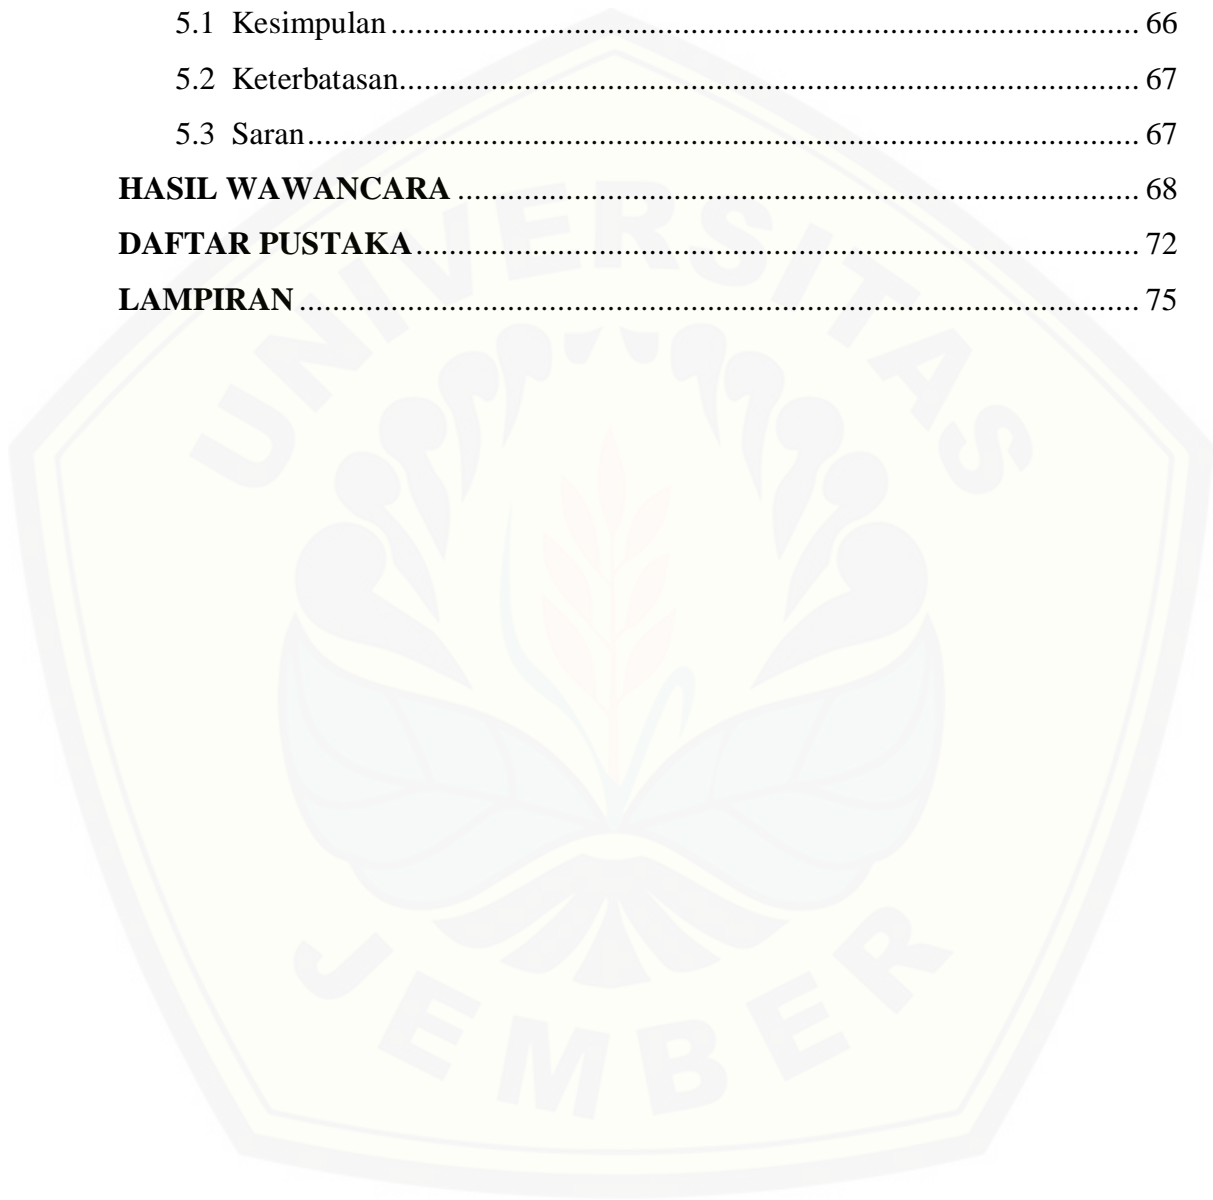 5.1 Kesimpulan ........................................................................................... 66
5.2 Keterbatasan.......................................................................................... 67
5.3 Saran..................................................................................................... 67
HASIL WAWANCARA ................................................................................... 68
DAFTAR PUSTAKA........................................................................................ 72
LAMPIRAN ...................................................................................................... 75
UNIVERSITAS
JEMBER